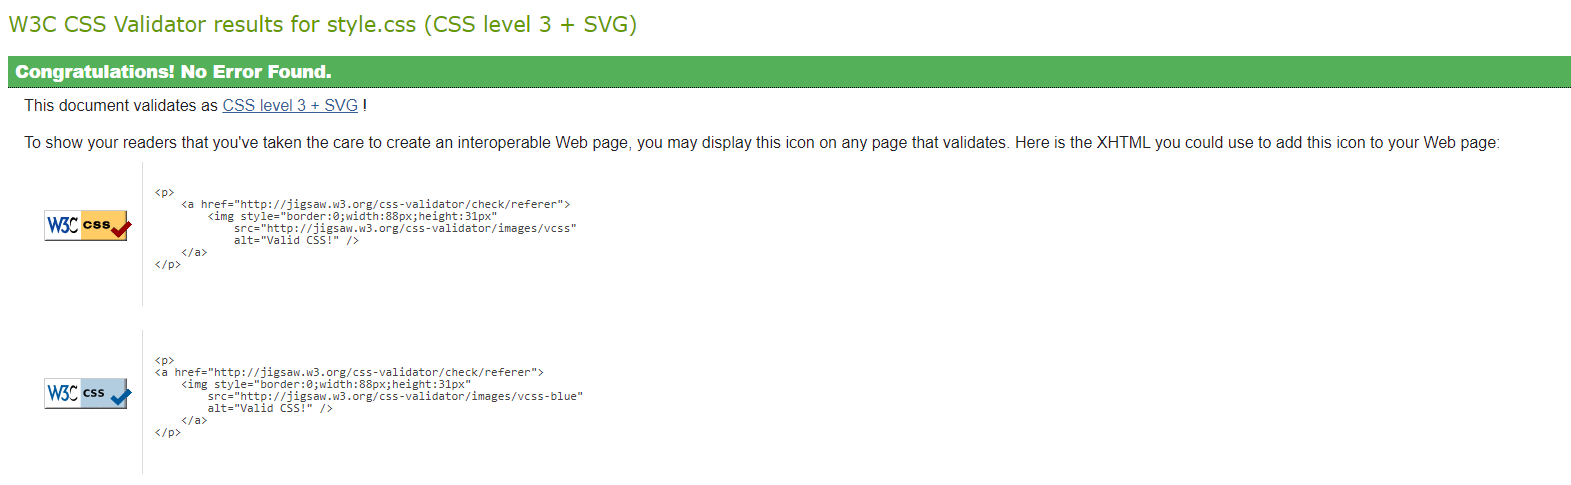 W3C CSS Validator results for style.css (CSS level 3 + SVG)
Congratulations! No Error Found.
This document validates as CSS level 3 + SVG !
To show your readers that you've taken the care to create an interoperable Web page, you may display this icon on any page that validates. Here is the XHTML you could use to add this icon to your Web page:
W3C css
<p>
    <a href="http://jigsaw.w3.org/css-validator/check/referer">
        <img style="border:0;width:88px;height:31px"
            src="http://jigsaw.w3.org/css-validator/images/vcss"
            alt="Valid CSS!" />
    </a>
</p>
W3C css
<p>
<a href="http://jigsaw.w3.org/css-validator/check/referer">
    <img style="border:0;width:88px;height:31px"
        src="http://jigsaw.w3.org/css-validator/images/vcss-blue"
        alt="Valid CSS!" />
    </a>
</p>